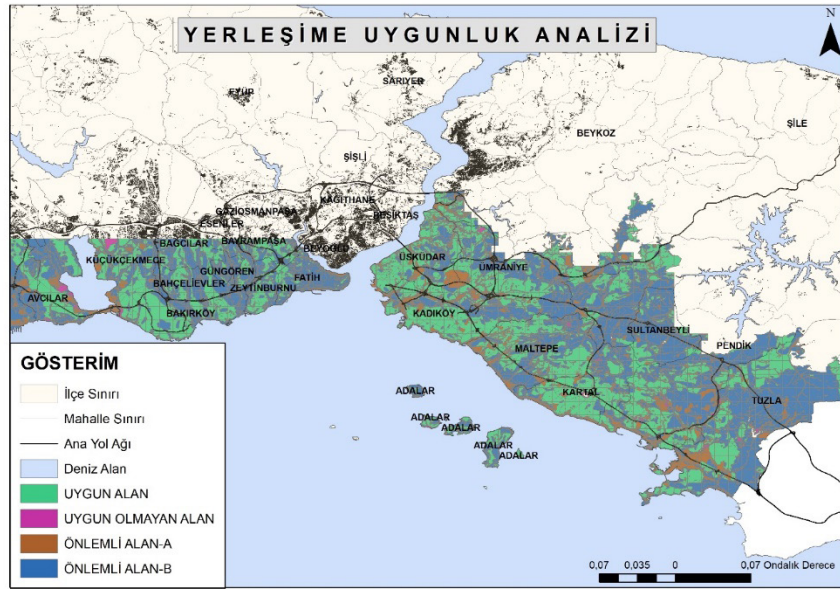 YERLEŞİME UYGUNLUK ANALİZİ
N
SARIYER
EYÜP
ŞİLE
BEYKOZ
ŞİŞLİ
KAĞITHANE
GAZİOSMANPAŞA
BEŞİKTAŞ
ESENLER
BAĞCILAR
BAYRAMPAŞA
BEYOĞLU
KÜÇÜKÇEKMECE
ÜSKÜDAR
ÜMRANİYE
GÜNGÖREN
FATİH
BAHÇELİEVLER
ZEYTİNBURNU
AVCILAR
BAKIRKÖY
KADIKÖY
SULTANBEYLİ
PENDİK
MALTEPE
KARTAL
TUZLA
ADALAR
ADALAR
ADALAR
ADALAR
ADALAR
GÖSTERİM
İlçe Sınırı
Mahalle Sınırı
Ana Yol Ağı
Deniz Alan
UYGUN ALAN
UYGUN OLMAYAN ALAN
ÖNLEMLİ ALAN-A
ÖNLEMLİ ALAN-B
0,07 0,035 0 0,07 Ondalık Derece